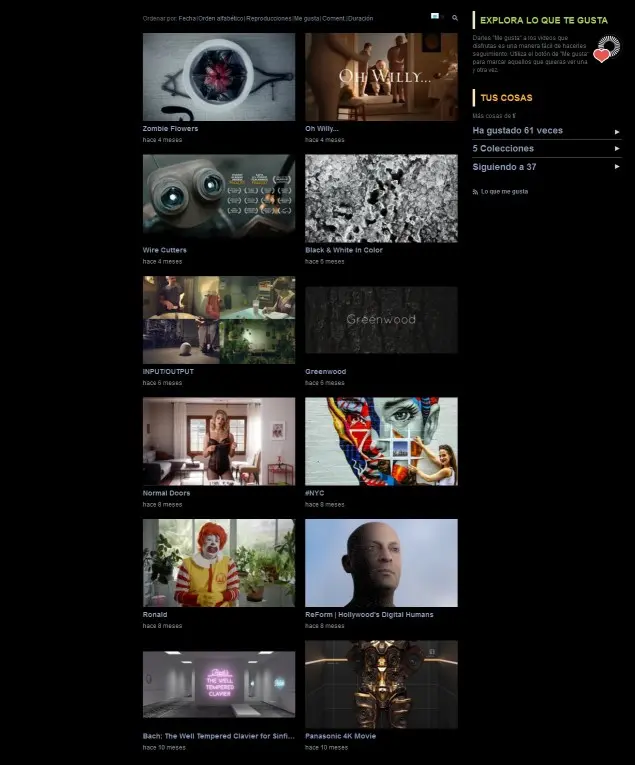 Ordenar por: Fecha|Orden alfabético|Reproducciones|Me gusta|Coment.|Duración
OH WILLY...
Zombie Flowers
hace 4 meses
Oh Willy...
hace 4 meses
Wire Cutters
hace 4 meses
Black & White In Color
hace 5 meses
Greenwood
INPUT/OUTPUT
hace 6 meses
Greenwood
hace 6 meses
Normal Doors
hace 8 meses
#NYC
hace 8 meses
Ronald
hace 8 meses
ReForm | Hollywood's Digital Humans
hace 8 meses
THE WELL
TEMPERED
CLAVIER
Bach: The Well Tempered Clavier for Sinfi...
hace 10 meses
Panasonic 4K Movie
hace 10 meses
EXPLORA LO QUE TE GUSTA
Darles "Me gusta" a los videos que
disfrutas es una manera fácil de hacerles
seguimiento. Utiliza el botón de "Me gusta"
para marcar aquellos que quieras ver una
y otra vez.
TUS COSAS
Más cosas de ti
Ha gustado 61 veces
5 Colecciones
Siguiendo a 37
Lo que me gusta